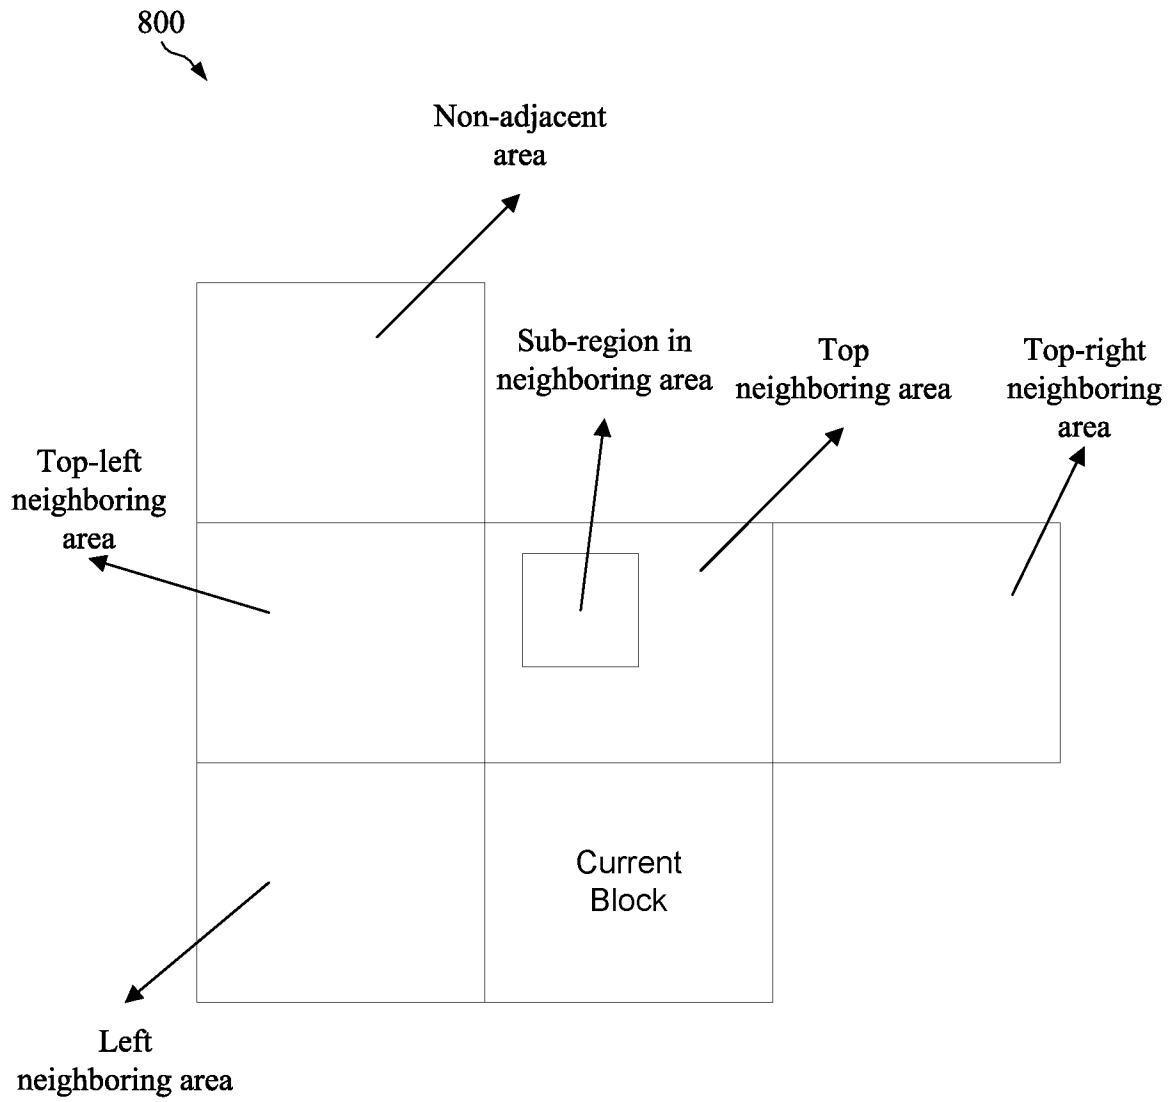 800
Non-adjacent
area
Sub-region in
neighboring area
Top
neighboring area
Top-right
neighboring
area
Top-left
neighboring
area
Current
Block
Left
neighboring area